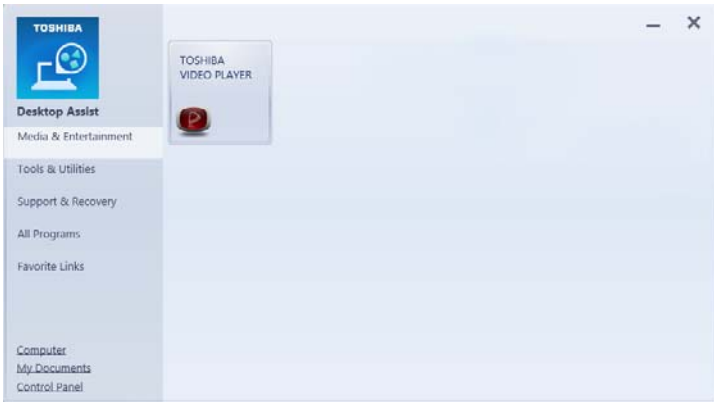 TOSHIBA
Desktop Assist
Media & Entertainment
Tools & Utilities
Support & Recovery
All Programs
Favorite Links
Computer
My Documents
Control Panel
TOSHIBA
VIDEO PLAYER